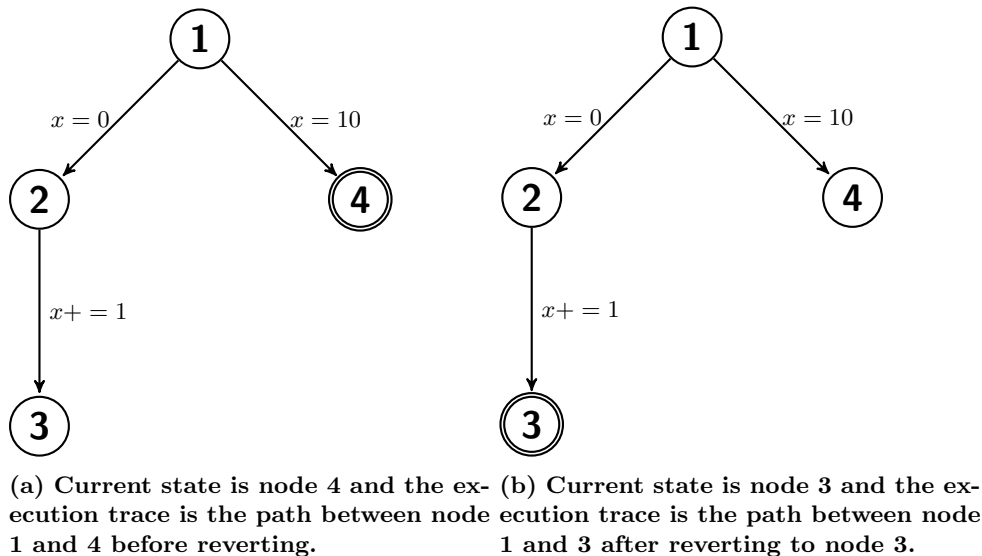 1
x = 0
x = 10
2
4
x+ = 1
3
(a) Current state is node 4 and the ex-
ecution trace is the path between node
1 and 4 before reverting.
1
x = 0
x = 10
2
4
x+ = 1
3
(b) Current state is node 3 and the ex-
ecution trace is the path between node
1 and 3 after reverting to node 3.